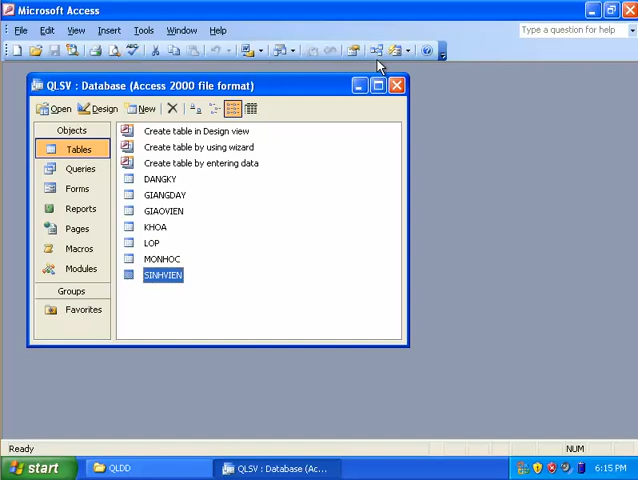 Microsoft Access
File Edit View Insert Tools Window Help
Type a question for help
QLSV : Database (Access 2000 file format)
Open Design New
Objects
Tables
Queries
Forms
Reports
Pages
Macros
Modules
Groups
Favorites
Create table in Design view
Create table by using wizard
Create table by entering data
DANGKY
GIANGDAY
GIAOVIEN
KHOA
LOP
MONHOC
SINHVIEN
Ready
NUM
start
QLDD
QLSV : Database (Ac...
6:15 PM